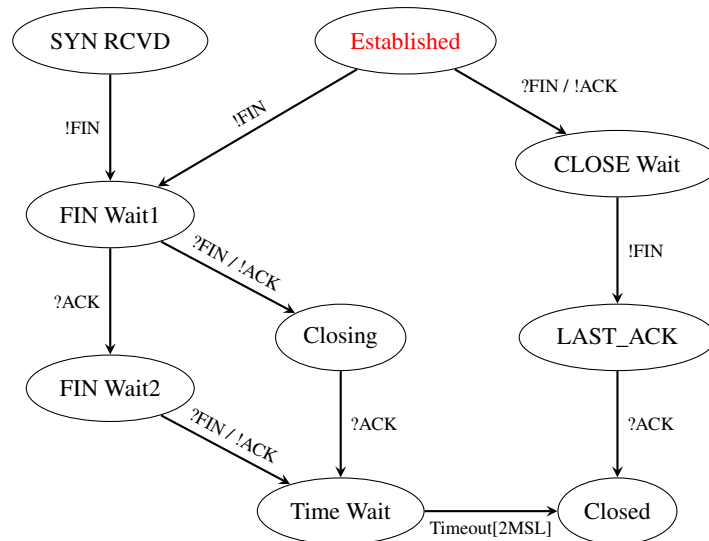 SYN RCVD
Established
!FIN
!FIN
?FIN / !ACK
CLOSE Wait
FIN Wait1
?FIN / !ACK
!FIN
?ACK
Closing
LAST_ACK
FIN Wait2
?FIN / !ACK
?ACK
?ACK
Time Wait
Timeout[2MSL]
Closed